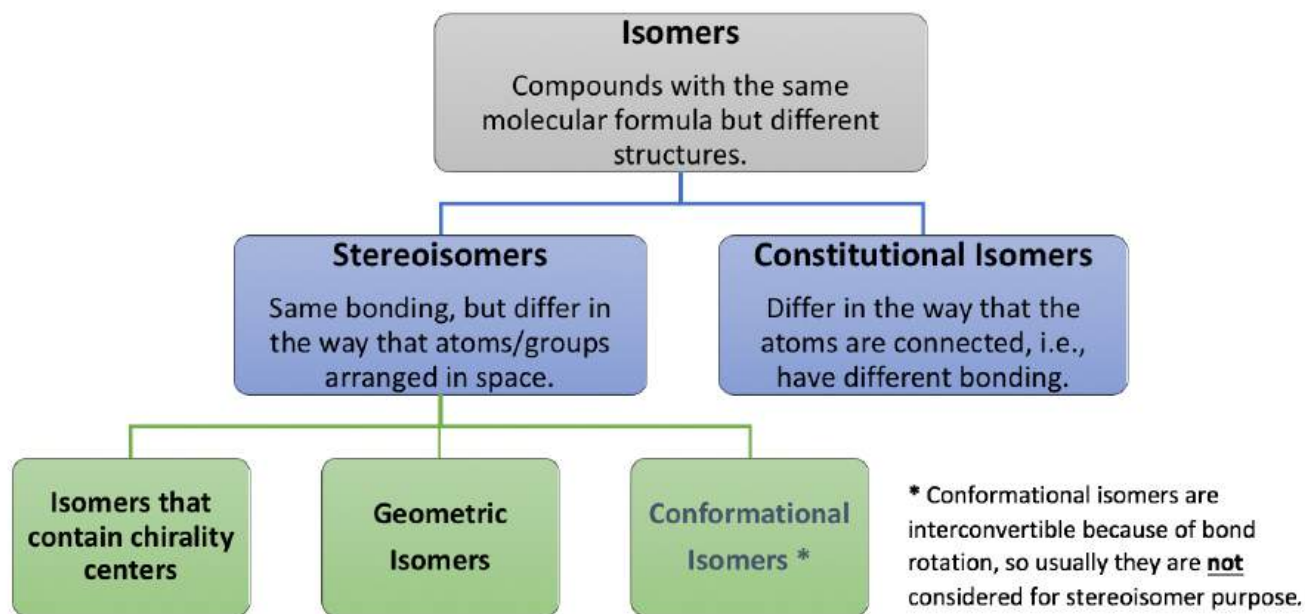 Isomers
Compounds with the same
molecular formula but different
structures.
Stereoisomers
Same bonding, but differ in
the way that atoms/groups
arranged in space.
Constitutional Isomers
Differ in the way that the
atoms are connected, i.e.,
have different bonding.
Isomers that
contain chirality
centers
Geometric
Isomers
Conformational
Isomers *
* Conformational isomers are
interconvertible because of bond
rotation, so usually they are not
considered for stereoisomer purpose.